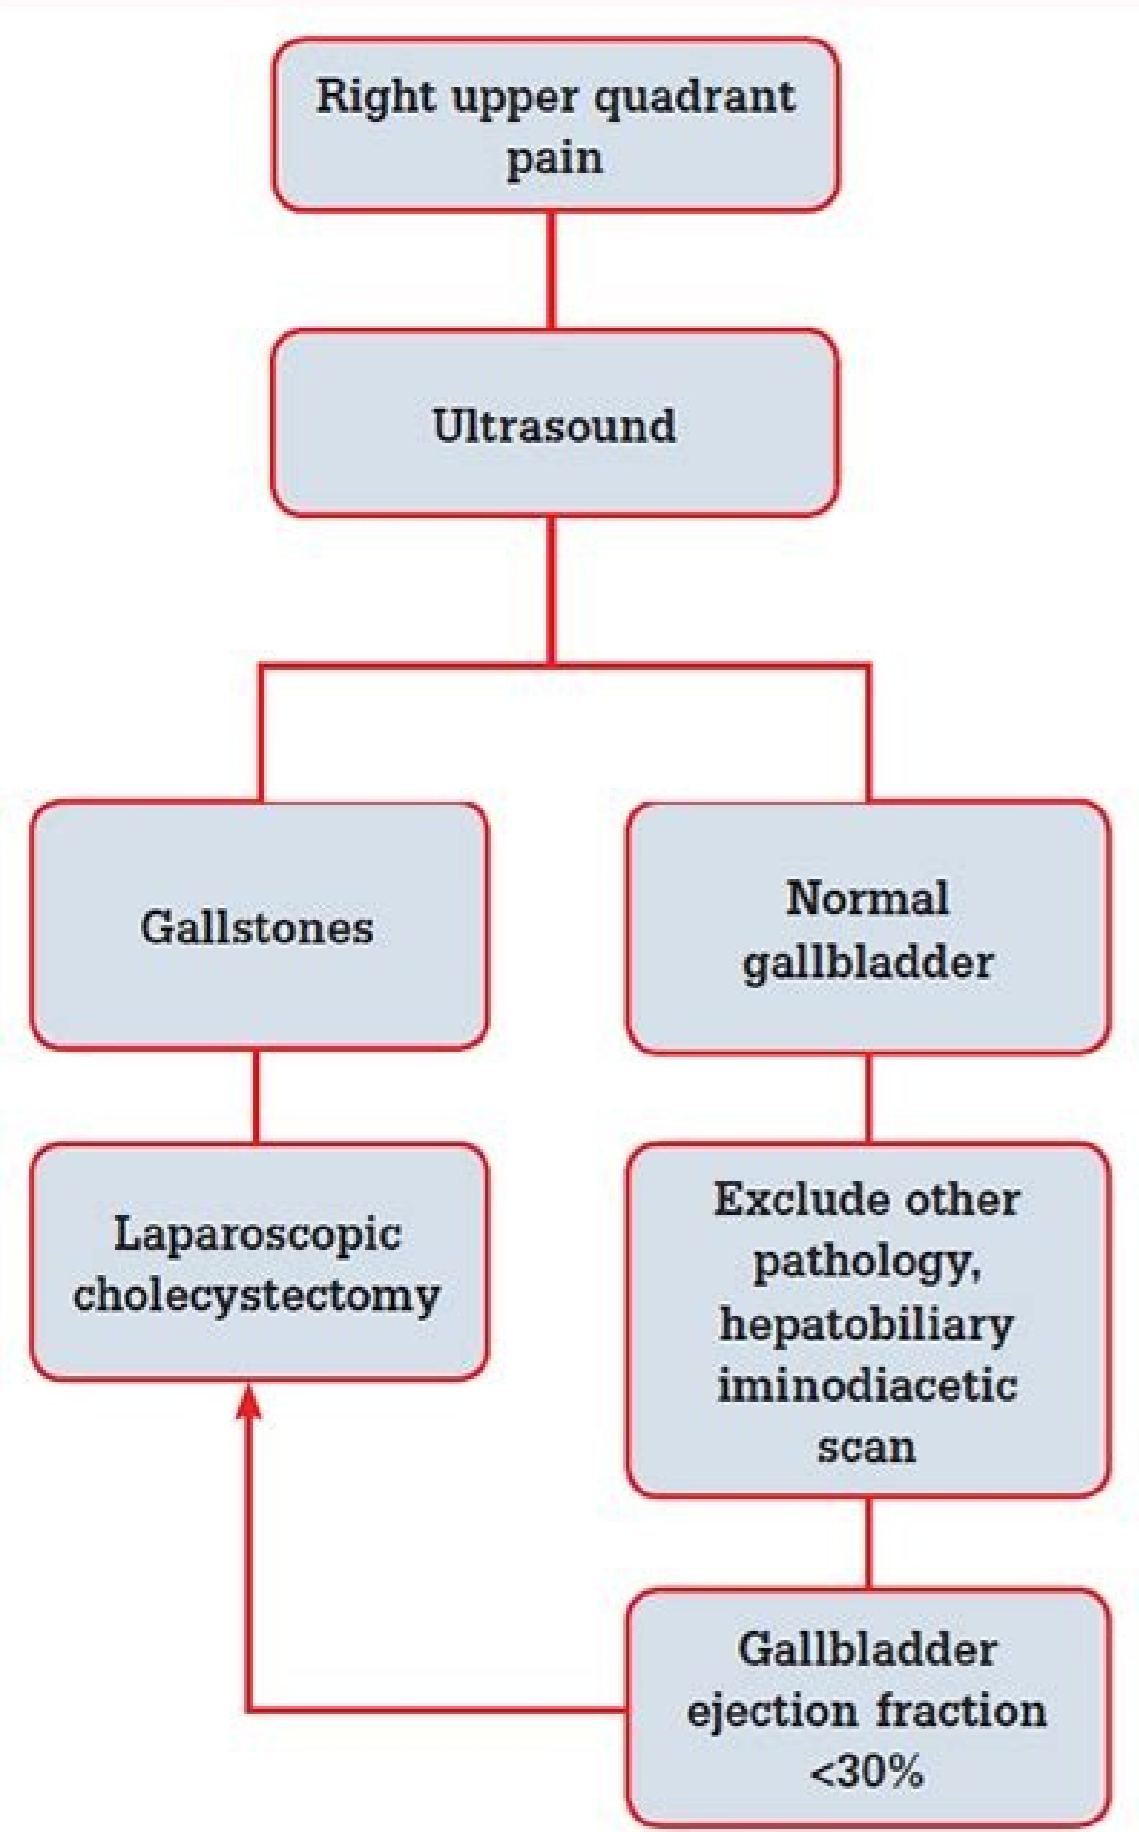 Right upper quadrant
pain
Ultrasound
Gallstones
Normal
gallbladder
Laparoscopic
cholecystectomy
Exclude other
pathology,
hepatobiliary
iminodiacetic
scan
Gallbladder
ejection fraction
<30%